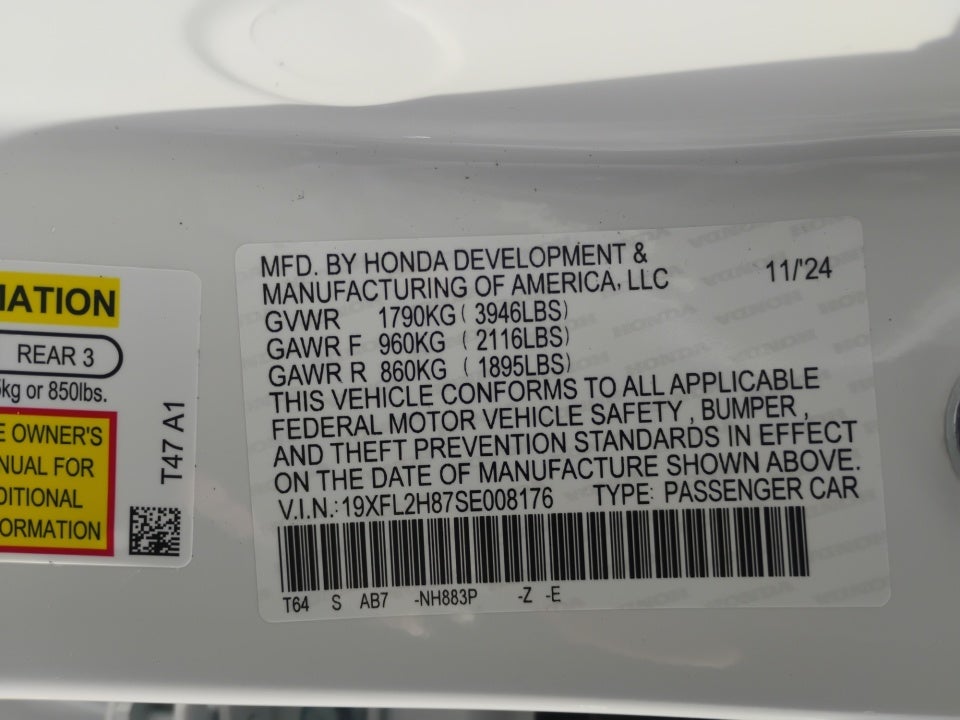 MATION
REAR 3
kg or 850lbs.
OWNER'S
FOR
T47 A1
MFD. BY HONDA DEVELOPMENT &
MANUFACTURING OF AMERICA, LLC 11/'24
GVWR 1790KG ( 3946LBS)
GAWR F 960KG ( 2116LBS)
GAWR R 860KG ( 1895LBS)
THIS VEHICLE CONFORMS TO ALL APPLICABLE
FEDERAL MOTOR VEHICLE SAFETY , BUMPER ,
AND THEFT PREVENTION STANDARDS IN EFFECT
ON THE DATE OF MANUFACTURE SHOWN ABOVE.
V.I.N.: 19XFL2H87SE008176 TYPE: PASSENGER CAR
T64 S AB7 -NH883P -Z -E
HONDA